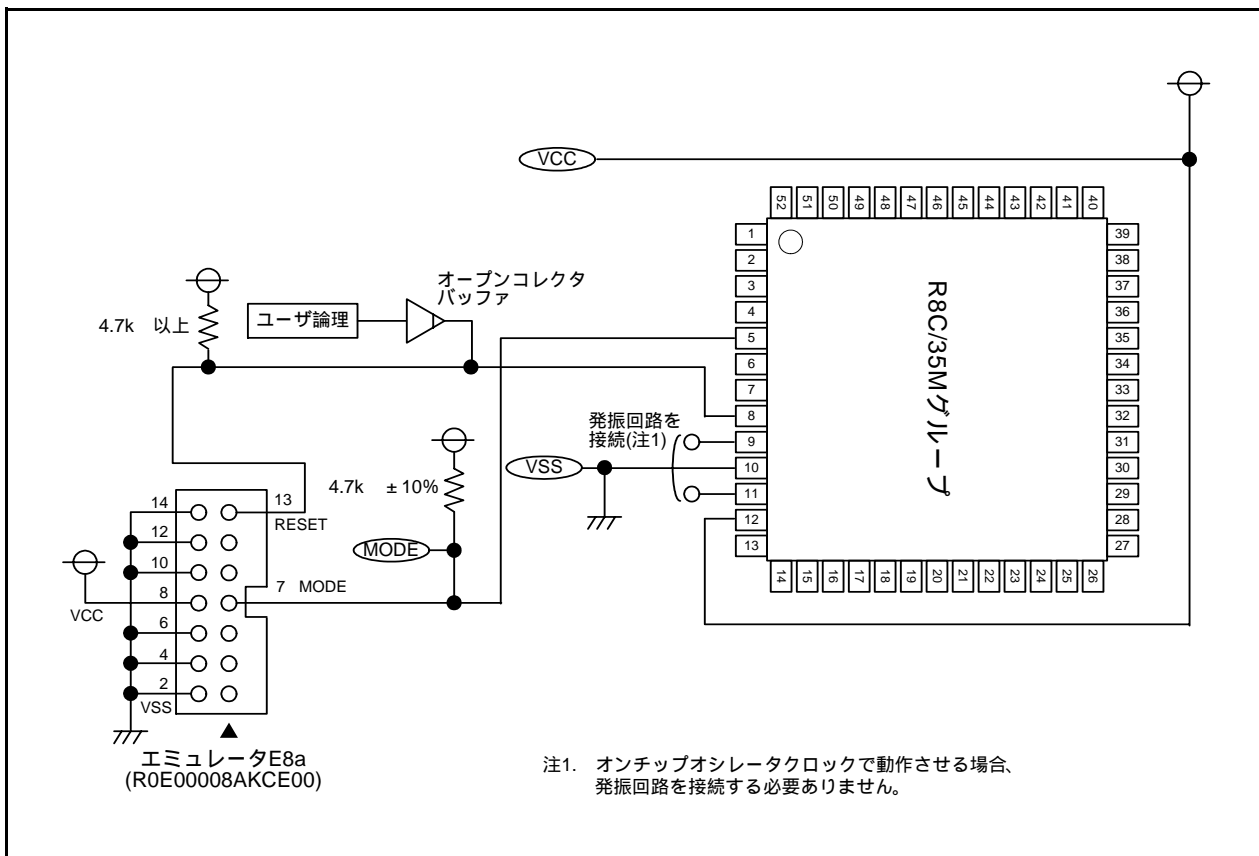 VCC
52 51 50 49 48 47 46 45 44 43 42 41 40
1
2
3
4
5
6
7
8
9
10
11
12
13
39
38
37
36
35
34
33
32
31
30
29
28
27
14 15 16 17 18 19 20 21 22 23 24 25 26
R8C/35Mグループ
オープンコレクタ
バッファ
ユーザ論理
4.7k 以上
発振回路を
接続(注1)
VSS
4.7k ±10%
MODE
14
12
10
8
6
4
2
13
RESET
7 MODE
VCC
VSS
エミュレータE8a
(R0E00008AKCE00)
注1. オンチップオシレータクロックで動作させる場合、
発振回路を接続する必要ありません。